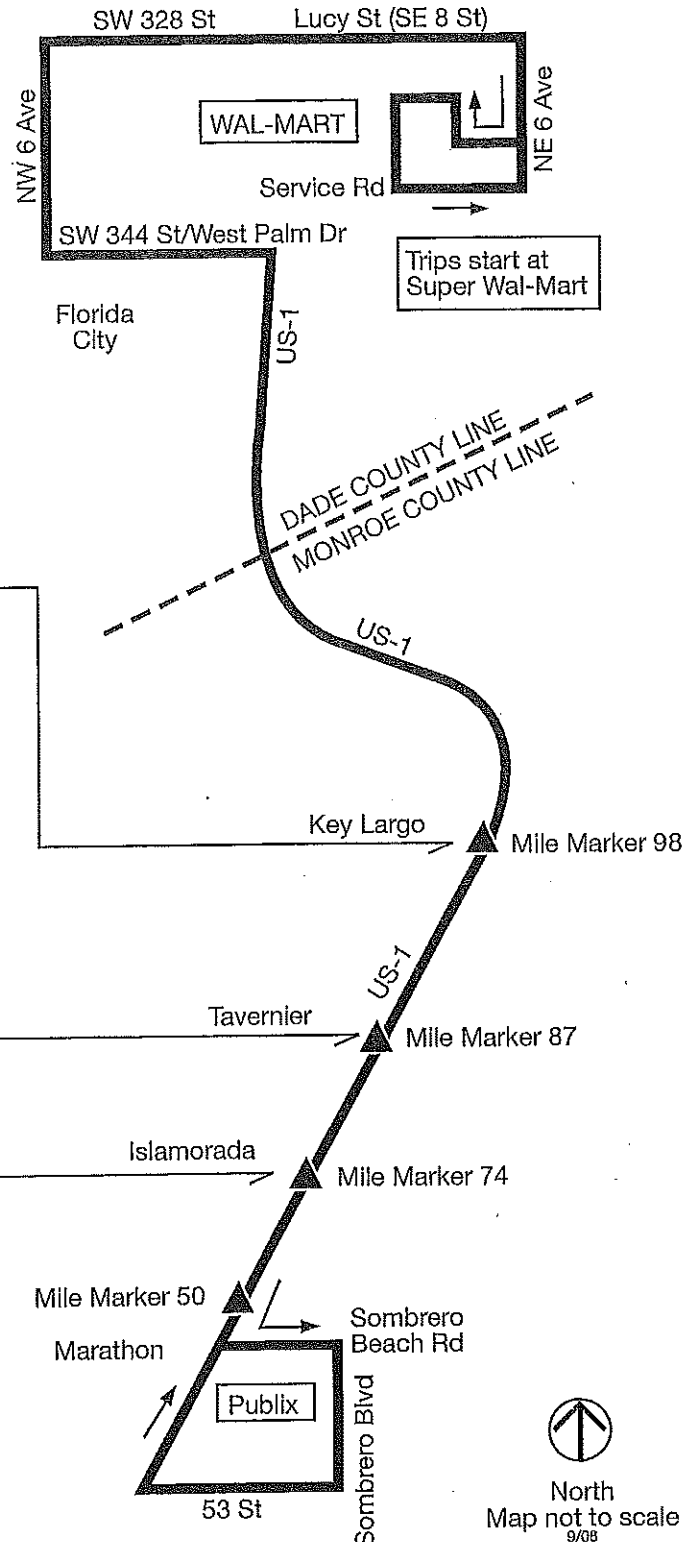 SW 328 St
Lucy St (SE 8 St)
NW 6 Ave
WAL-MART
NE 6 Ave
Service Rd
SW 344 St/West Palm Dr
Trips start at
Super Wal-Mart
Florida
City
US-1
DADE COUNTY LINE
MONROE COUNTY LINE
US-1
Key Largo
Mile Marker 98
US-1
Tavernier
Mile Marker 87
Islamorada
Mile Marker 74
Mile Marker 50
Marathon
Sombrero
Beach Rd
Publix
Sombrero Blvd
53 St
North
Map not to scale
9/08